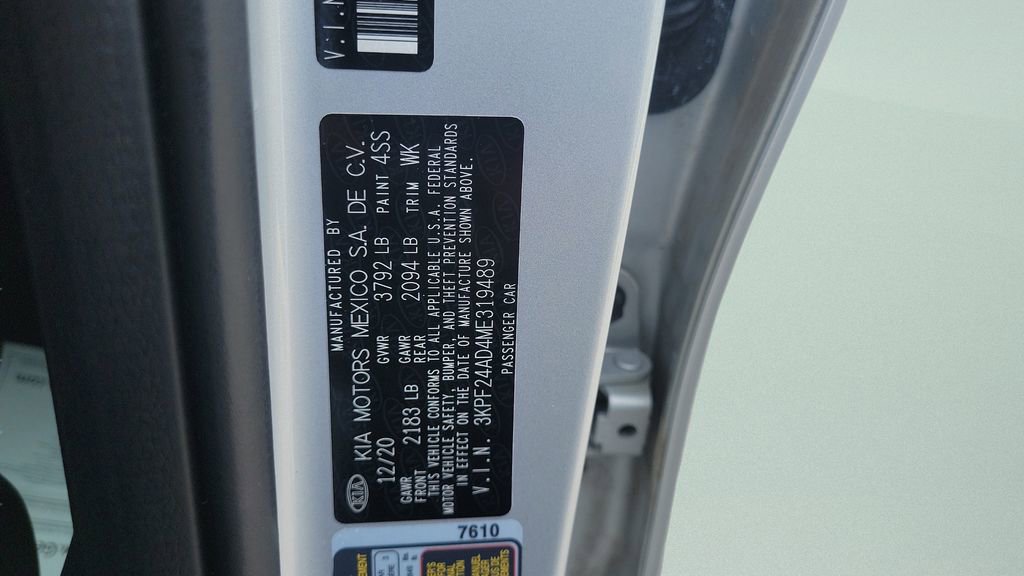 V.I.N
MANUFACTURED BY
KIA KIA MOTORS MEXICO S.A. DE C.V.
12/20 GVWR 3792 LB PAINT 4SS
GAWR FRONT 2183 LB GAWR REAR 2094 LB TRIM WK
THIS VEHICLE CONFORMS TO ALL APPLICABLE U.S.A. FEDERAL
MOTOR VEHICLE SAFETY, BUMPER, AND THEFT PREVENTION STANDARDS
IN EFFECT ON THE DATE OF MANUFACTURE SHOWN ABOVE.
V.I.N. 3KPF24AD4ME319489
PASSENGER CAR
7610